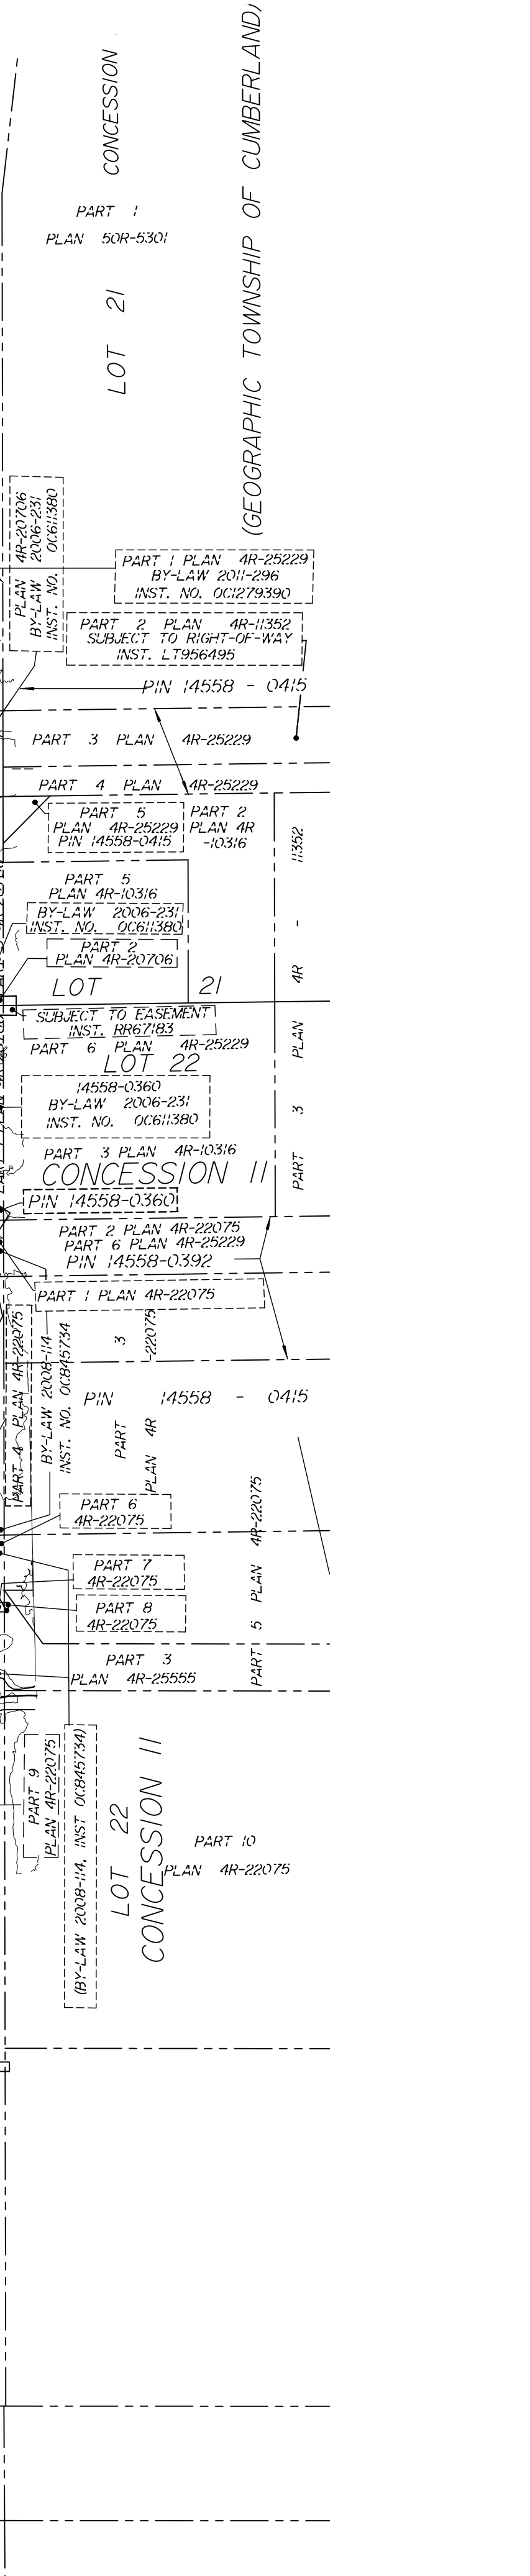 CONCESSION
(GEOGRAPHIC TOWNSHIP OF CUMBERLAND)
PART 1
PLAN 50R-5301
LOT 21
PLAN 4R-20706
BY-LAW 2006-231
INST. NO. OC611380
PART 1 PLAN 4R-25229
BY-LAW 2011-296
INST. NO. OC1279390
PART 2 PLAN 4R-11352
SUBJECT TO RIGHT-OF-WAY
INST. LT956495
PIN 14558 - 0415
PART 3 PLAN 4R-25229
PART 4 PLAN 4R-25229
PART 5
PLAN 4R-25229
PIN 14558-0415
PART 2
PLAN 4R
-10316
PART 3 PLAN 4R - 11352
PART 5
PLAN 4R-10316
BY-LAW 2006-231
INST. NO. OC611380
PART 2
PLAN 4R-20706
LOT 21
SUBJECT TO EASEMENT
INST. RR67183
PART 6 PLAN 4R-25229
LOT 22
14558-0360
BY-LAW 2006-231
INST. NO. OC611380
PART 3 PLAN 4R-10316
CONCESSION 11
PIN 14558-0360
PART 2 PLAN 4R-22075
PART 6 PLAN 4R-25229
PIN 14558-0392
PART 1 PLAN 4R-22075
PART 4 PLAN 4R-22075
BY-LAW 2008-114
INST. NO. OC845734
PART 3
PLAN 4R -22075
PIN 14558 - 0415
PART 6
4R-22075
PART 5 PLAN 4R-22075
PART 7
4R-22075
PART 8
4R-22075
PART 3
PLAN 4R-25555
PART 9
PLAN 4R-22075
(BY-LAW 2008-114, INST OC845734)
LOT 22
CONCESSION 11
PART 10
PLAN 4R-22075